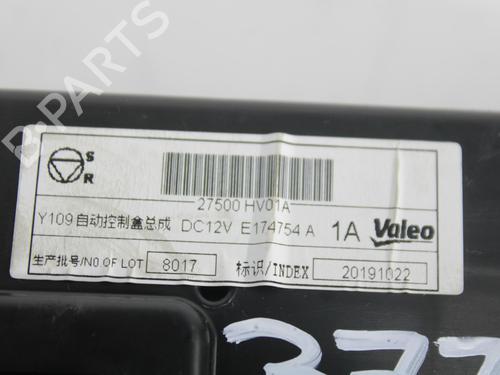 S
R
27500 HV01A
Y109自动控制盒总成 DC12V E174754 A 1A Valeo
生产批号/NO OF LOT 8017 标识/INDEX 20191022
B-PARTS